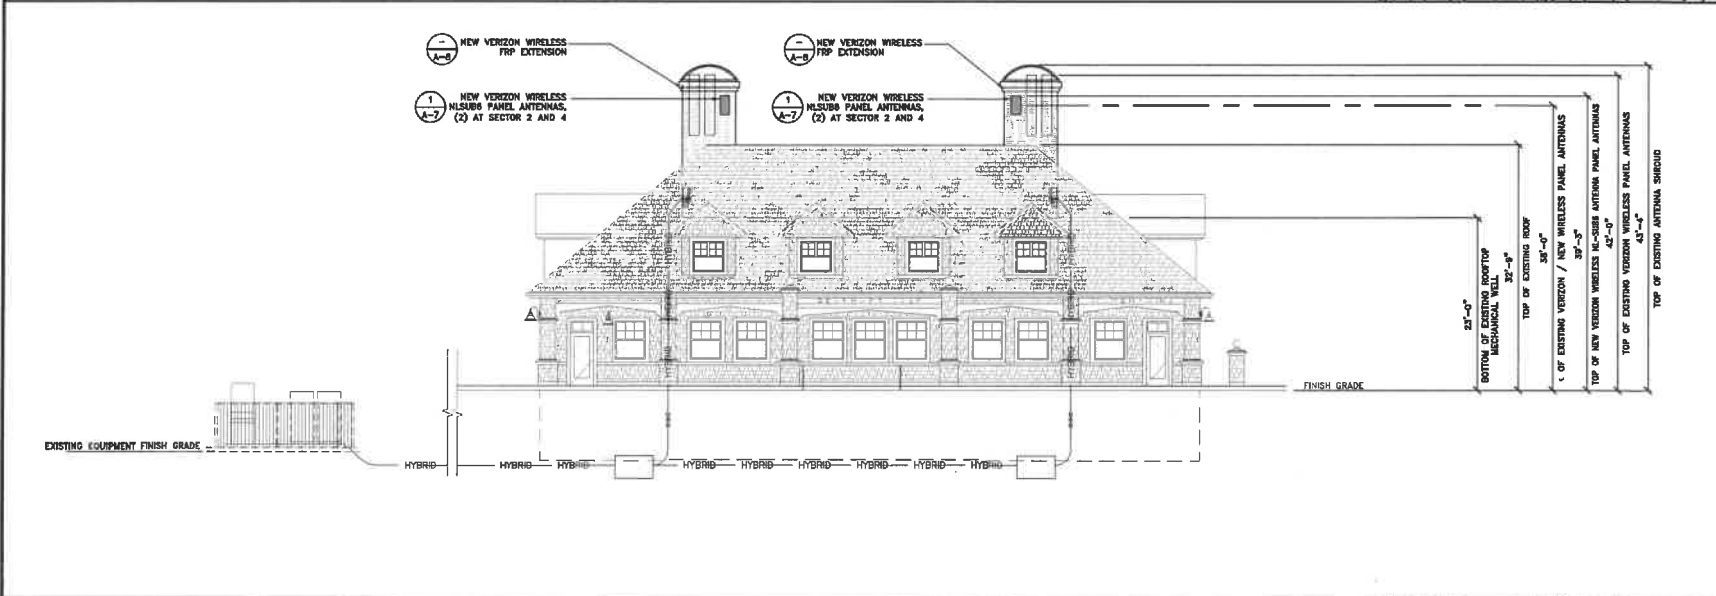 –
A-8
NEW VERIZON WIRELESS
FRP EXTENSION
1
A-7
NEW VERIZON WIRELESS
NLSUB6 PANEL ANTENNAS,
(2) AT SECTOR 2 AND 4
–
A-8
NEW VERIZON WIRELESS
FRP EXTENSION
1
A-7
NEW VERIZON WIRELESS
NLSUB6 PANEL ANTENNAS,
(2) AT SECTOR 2 AND 4
23'-0"
BOTTOM OF EXISTING ROOFTOP
MECHANICAL WELL
32'-9"
TOP OF EXISTING ROOF
38'-0"
℄ OF EXISTING VERIZON / NEW WIRELESS PANEL ANTENNAS
39'-3"
TOP OF NEW VERIZON WIRELESS NL-SUB6 ANTENNA PANEL ANTENNAS
42'-0"
TOP OF EXISTING VERIZON WIRELESS PANEL ANTENNAS
43'-4"
TOP OF EXISTING ANTENNA SHROUD
FINISH GRADE
EXISTING EQUIPMENT FINISH GRADE
HYBRID HYBRID HYBRID HYBRID HYBRID HYBRID HYBRID HYBRID HYBRID